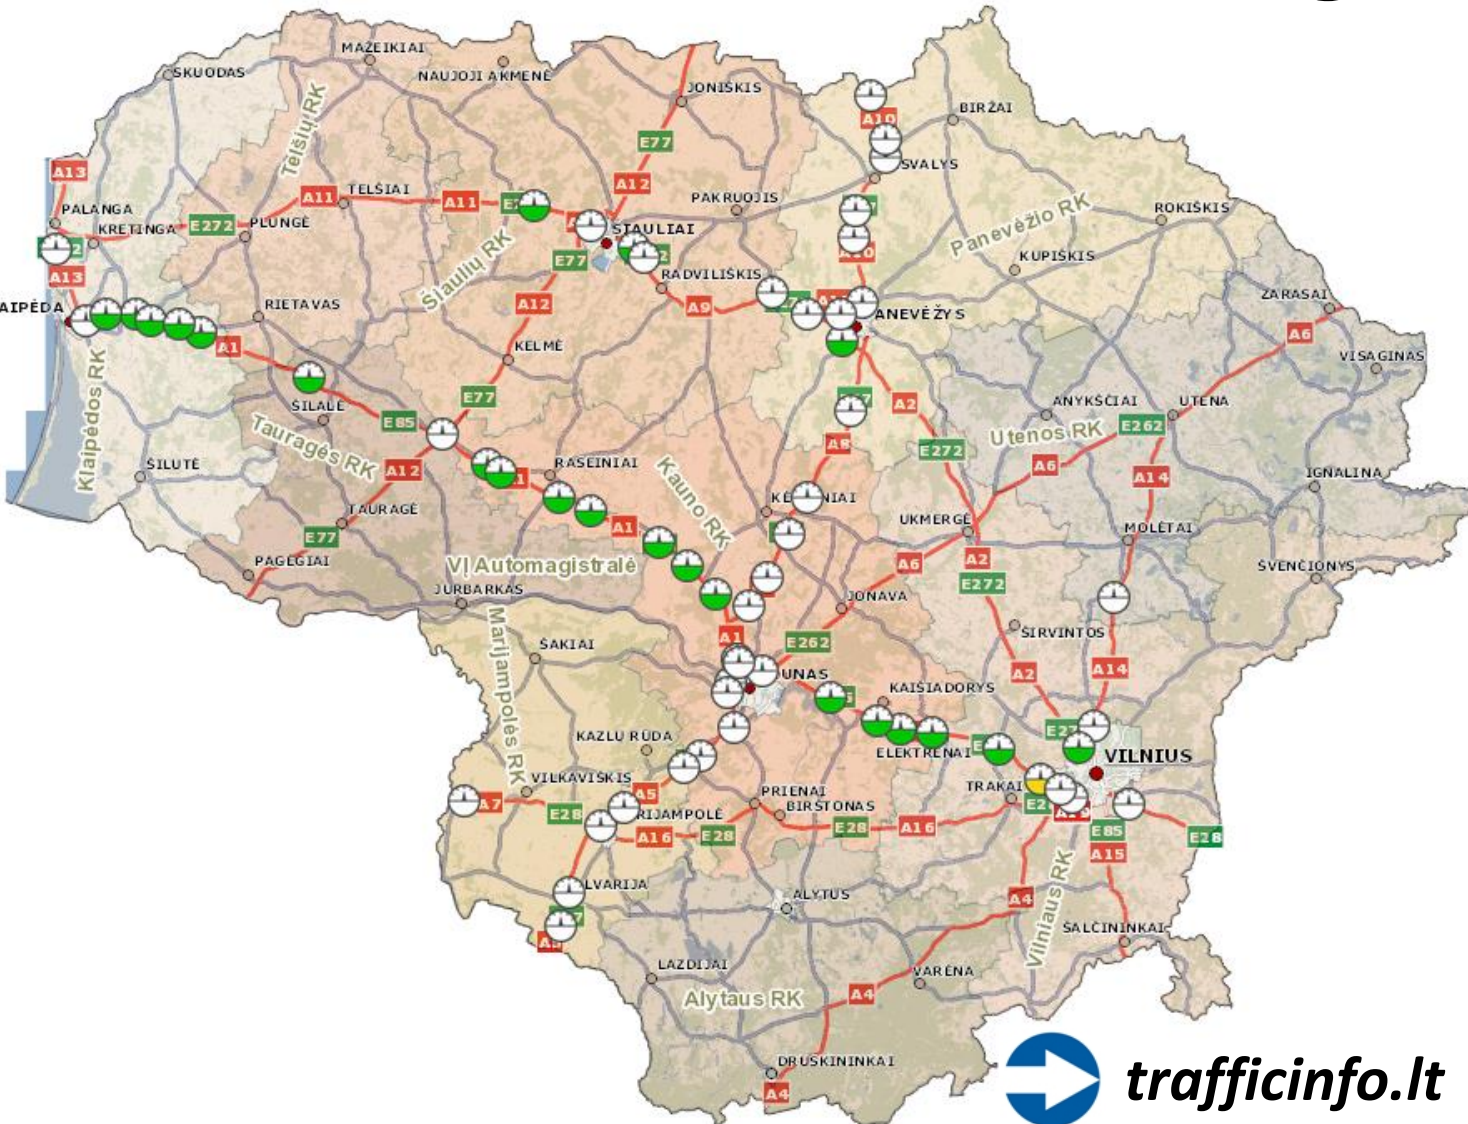 MAŽEIKIAI
SKUODAS
NAUJOJI AKMENĖ
JONIŠKIS
BIRŽAI
A10
Telšių RK
E77
SVALYS
A13
A11
TELŠIAI
A11
A12
PAKRUOJIS
ROKIŠKIS
PALANGA
KRETINGA
E272
PLUNGĖ
ŠIAULIAI
Panevėžio RK
E77
Šiaulių RK
KUPIŠKIS
A13
RADVILIŠKIS
ZARASAI
AIPĖDA
RIETAVAS
A12
A9
ANEVĖŽYS
A6
A1
KELMĖ
VISAGINAS
Klaipėdos RK
E77
A2
ANYKŠČIAI
UTENA
ŠILALĖ
E85
E262
Tauragės RK
Utenos RK
A8
E272
ŠILUTĖ
A12
RASEINIAI
A6
A14
IGNALINA
Kauno RK
TAURAGĖ
A1
UKMERGĖ
MOLĖTAI
E77
PAGĖGIAI
VĮ Automagistralė
A6
A2
ŠVENČIONYS
E272
JURBARKAS
JONAVA
Marijampolės RK
ŠAKIAI
A1
E262
ŠIRVINTOS
UNAS
A2
A14
KAIŠIADORYS
KAZLŲ RŪDA
ELEKTRĖNAI
VILNIUS
VILKAVIŠKIS
TRAKAI
A7
A5
PRIENAI
E28
RIJAMPOLĖ
BIRŠTONAS
A16
E28
E28
A16
E85
E28
A15
LVARIJA
ALYTUS
Vilniaus RK
A4
ŠALČININKAI
LAZDIJAI
VARĖNA
Alytaus RK
A4
DRUSKININKAI
A4
trafficinfo.lt